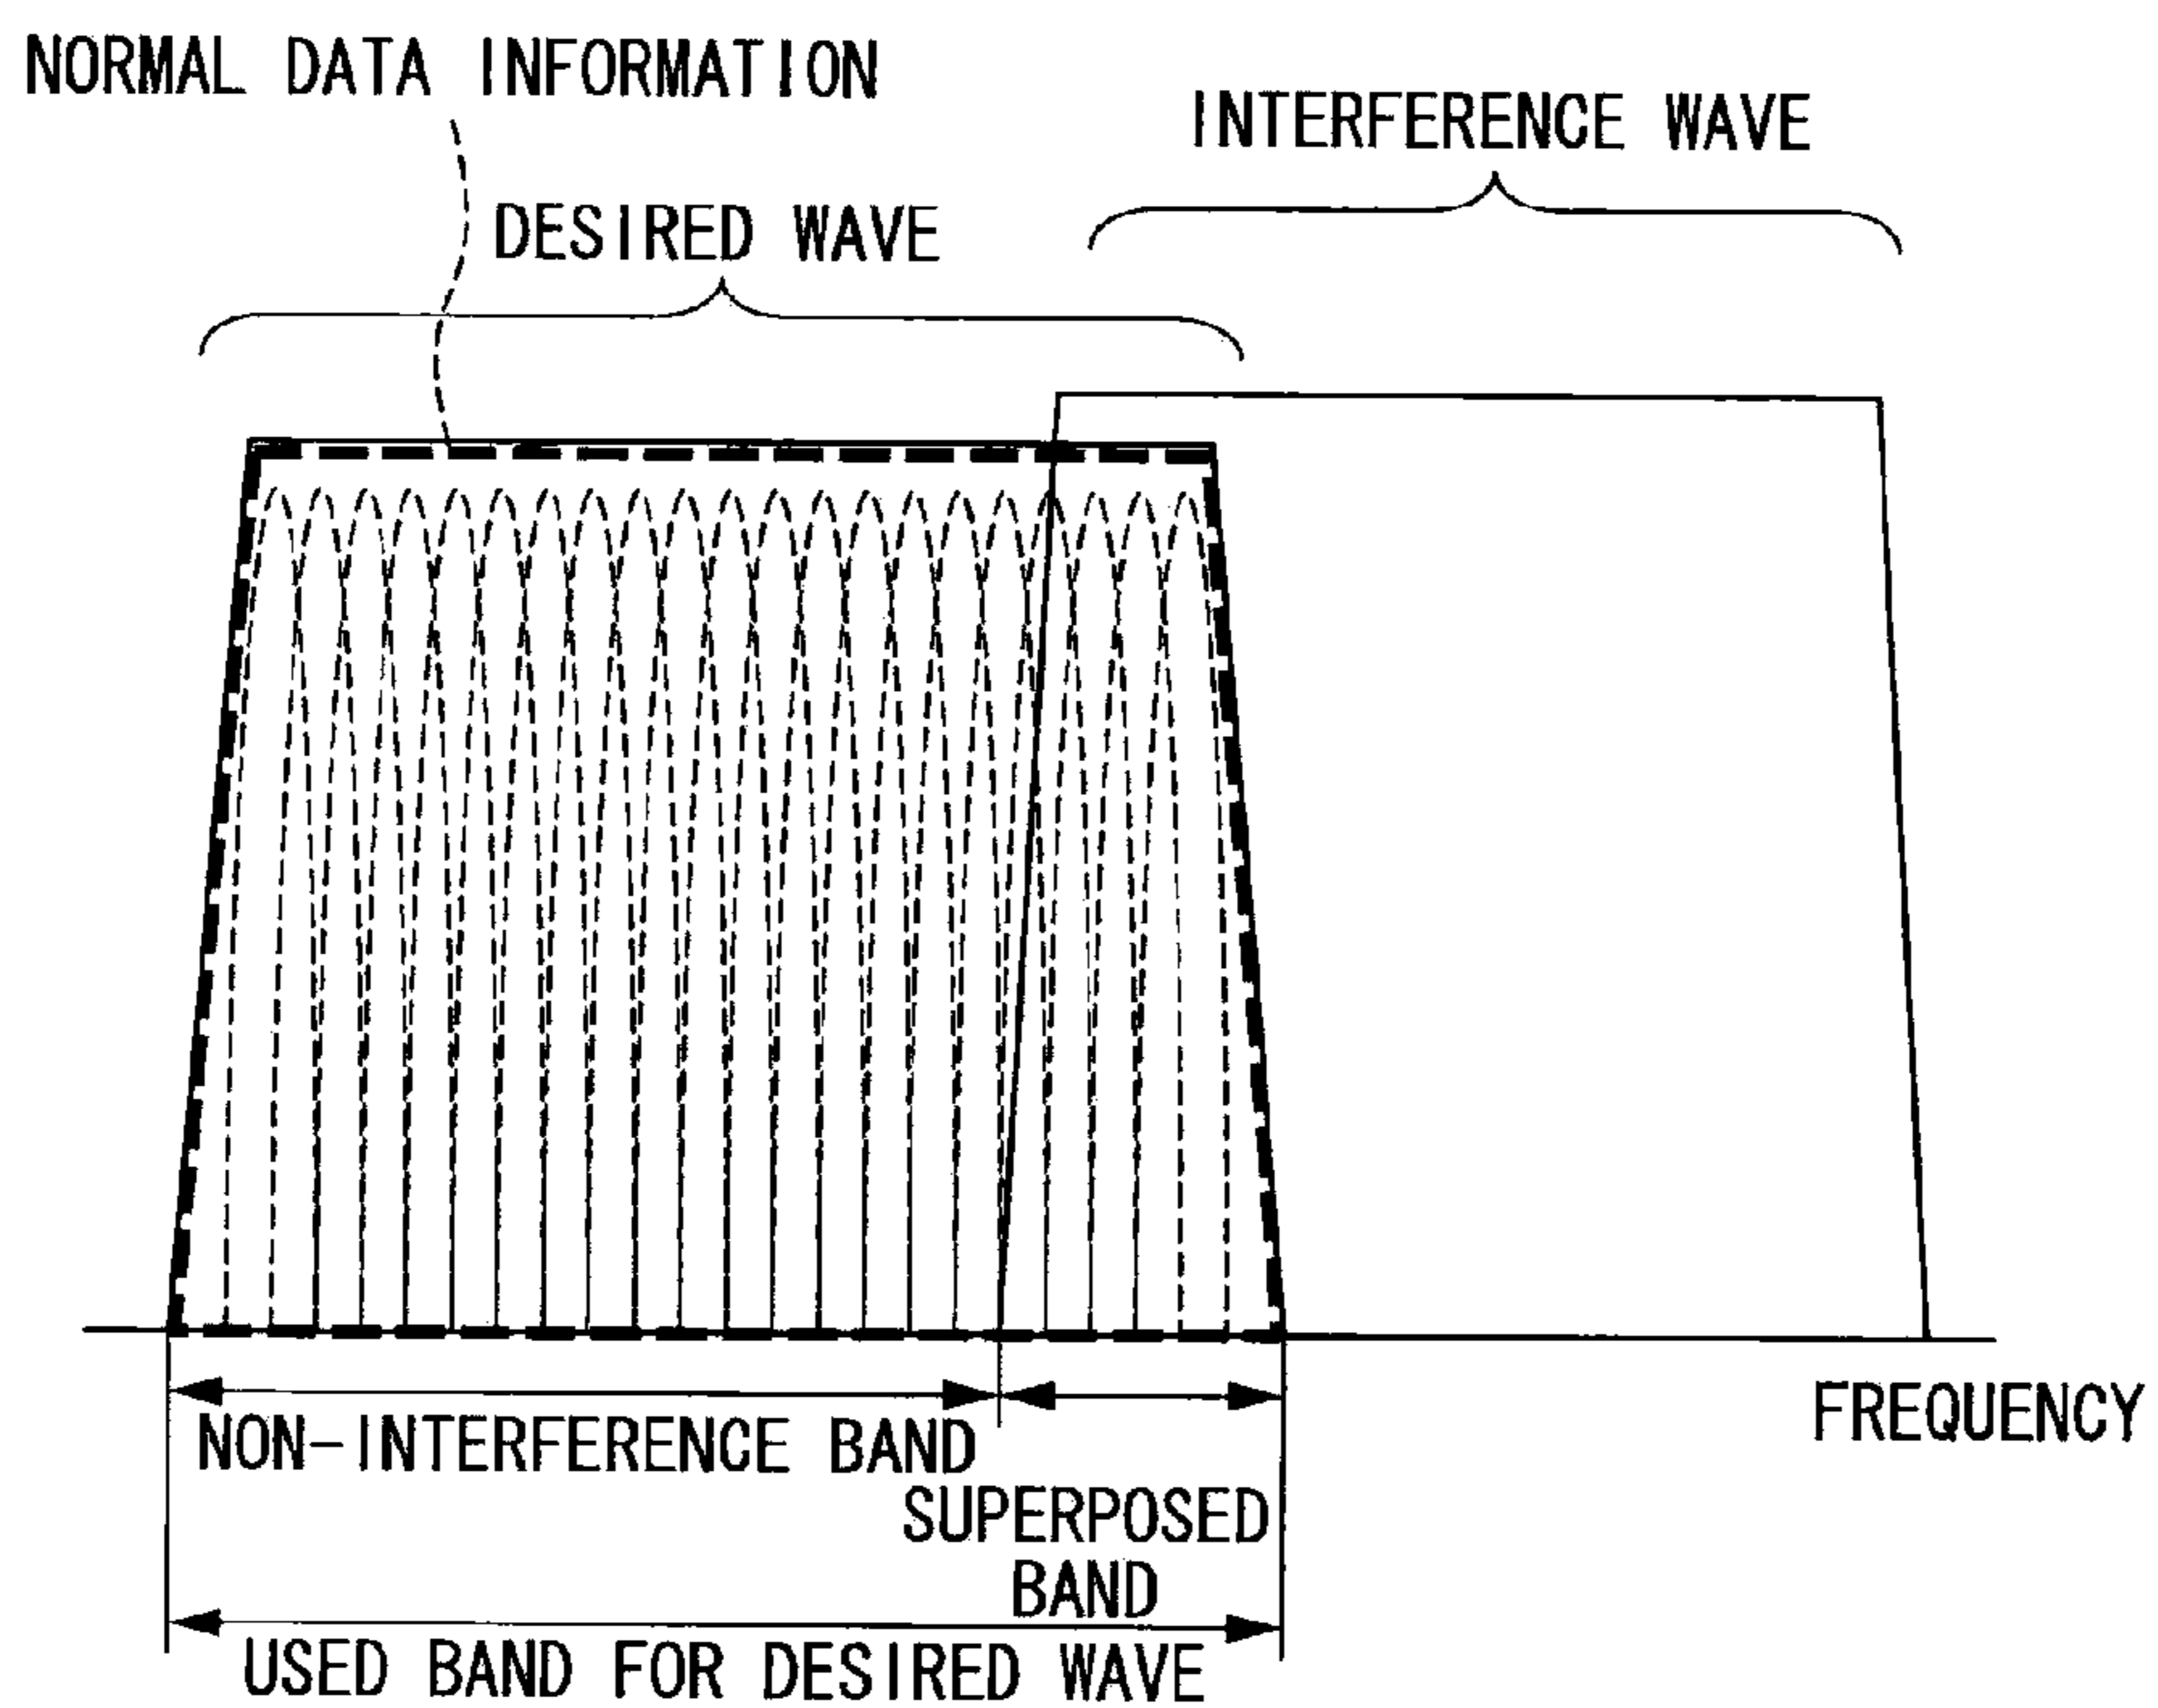 NORMAL DATA INFORMATION
INTERFERENCE WAVE
DESIRED WAVE
FREQUENCY
NON-INTERFERENCE BAND
SUPERPOSED
BAND
USED BAND FOR DESIRED WAVE